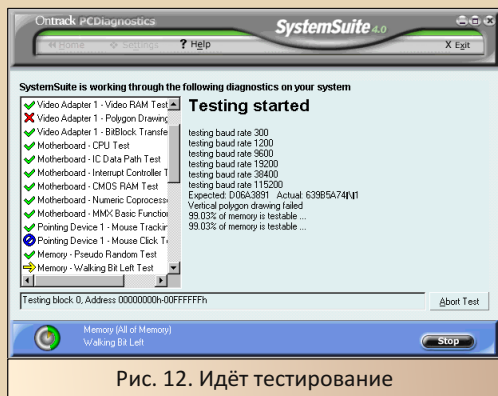 Ontrack PCDiagnostics
SystemSuite 4.0
Home
Settings
? Help
X Exit
SystemSuite is working through the following diagnostics on your system
Video Adapter 1 - Video RAM Test
Video Adapter 1 - Polygon Drawing
Video Adapter 1 - BitBlock Transfe
Motherboard - CPU Test
Motherboard - IC Data Path Test
Motherboard - Interrupt Controller T
Motherboard - CMOS RAM Test
Motherboard - Numeric Coprocess
Motherboard - MMX Basic Function
Pointing Device 1 - Mouse Trackin
Pointing Device 1 - Mouse Click T
Memory - Pseudo Random Test
Memory - Walking Bit Left Test
Testing started
testing baud rate 300
testing baud rate 1200
testing baud rate 9600
testing baud rate 19200
testing baud rate 38400
testing baud rate 115200
Expected: D06A3891 Actual: 639B5A74
Vertical polygon drawing failed
99.03% of memory is testable ...
99.03% of memory is testable ...
Testing block 0, Address 00000000h-00FFFFFFh
Abort Test
Memory (All of Memory)
Walking Bit Left
Stop
Рис. 12. Идёт тестирование